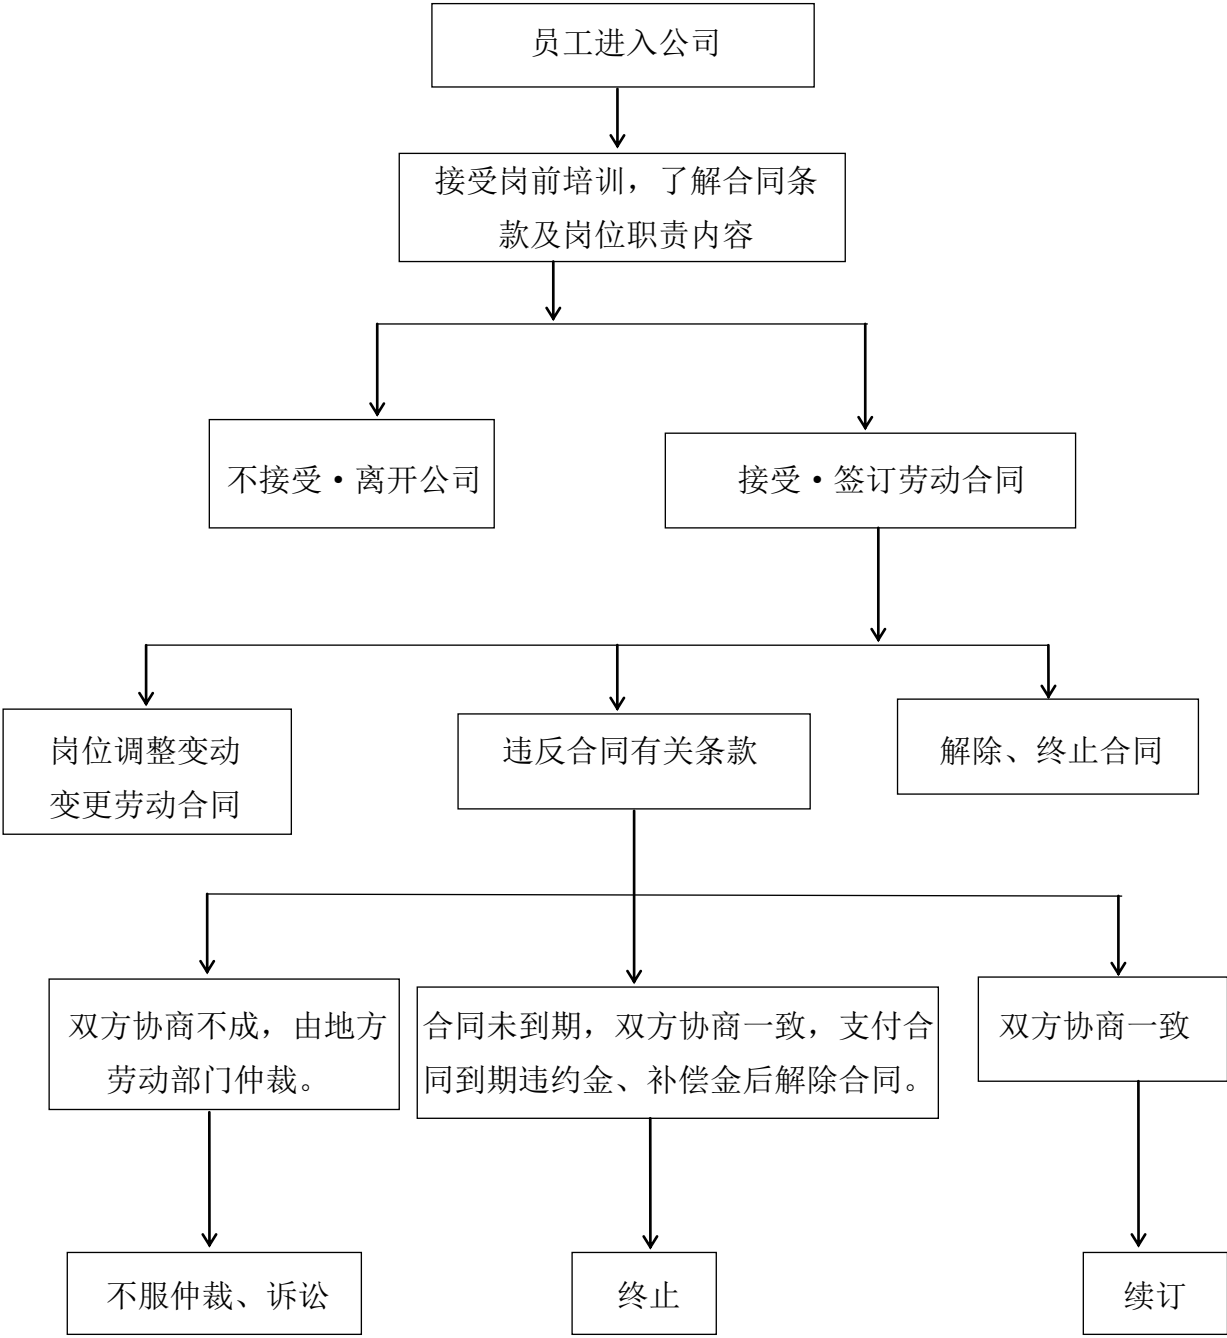 员工进入公司
接受岗前培训，了解合同条
款及岗位职责内容
不接受·离开公司
接受·签订劳动合同
岗位调整变动
变更劳动合同
违反合同有关条款
解除、终止合同
双方协商不成，由地方
劳动部门仲裁。
合同未到期，双方协商一致，支付合
同到期违约金、补偿金后解除合同。
双方协商一致
不服仲裁、诉讼
终止
续订